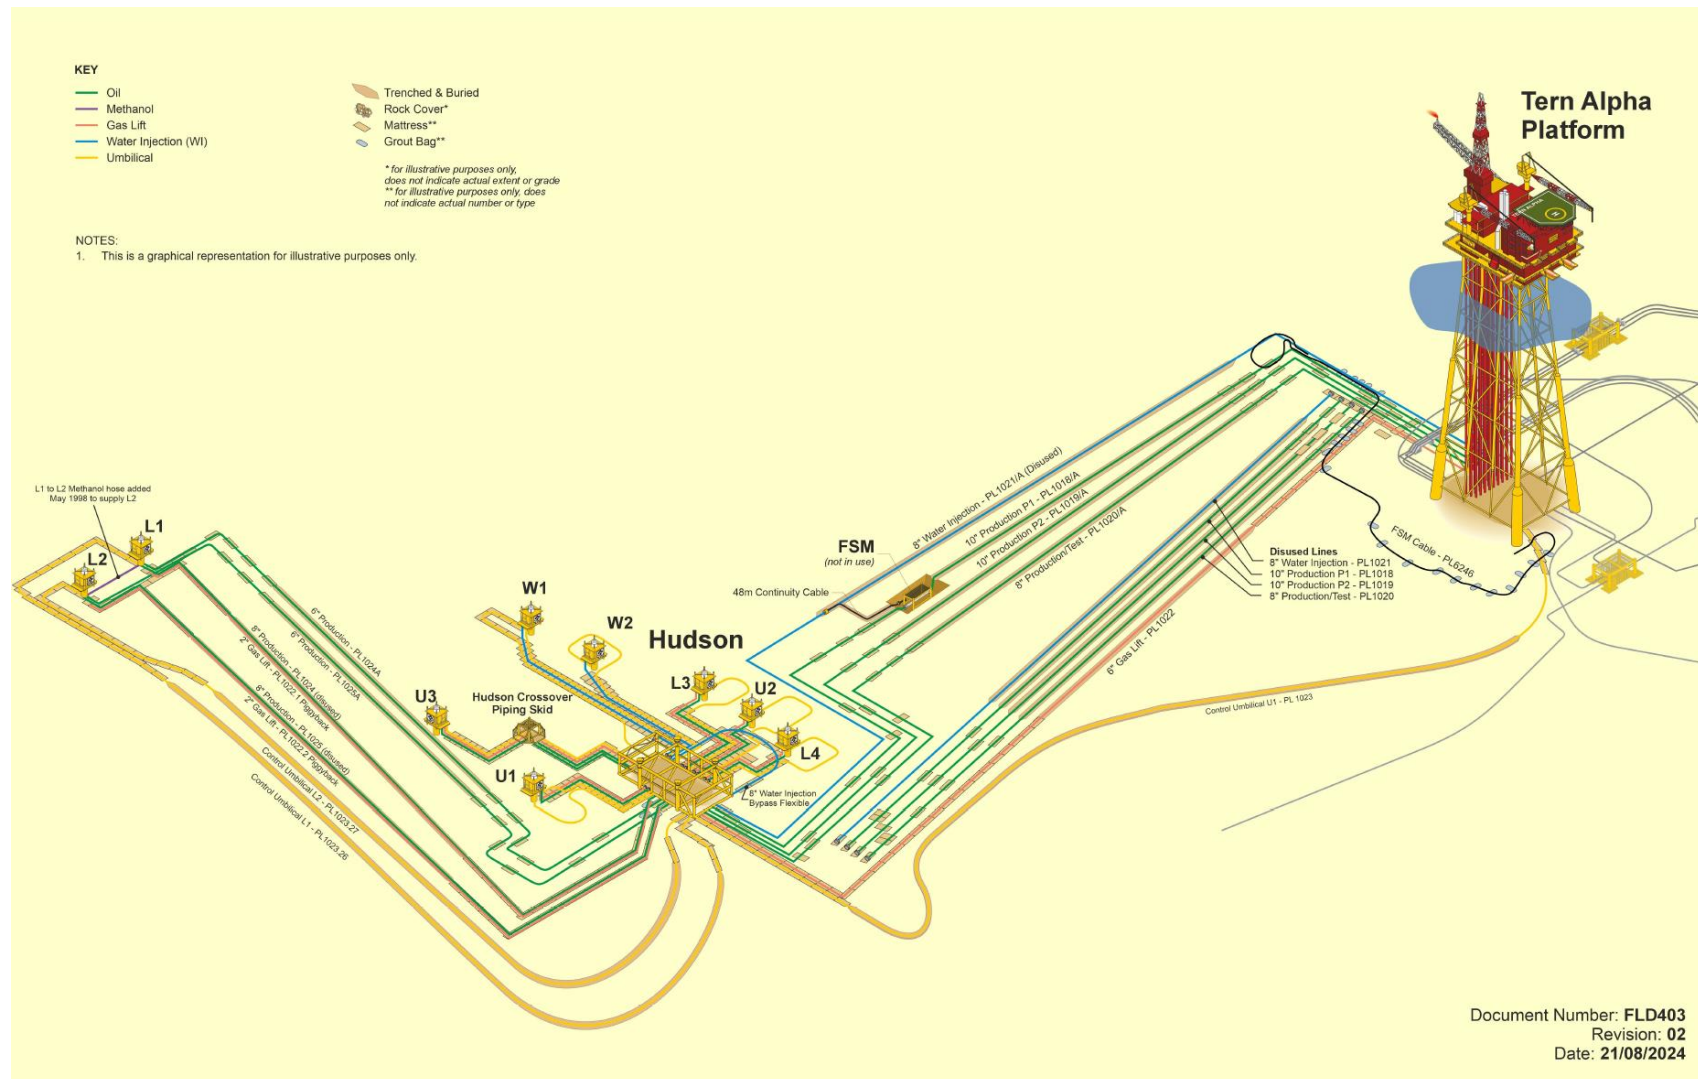 KEY
Oil
Methanol
Gas Lift
Water Injection (WI)
Umbilical
Trenched & Buried
Rock Cover*
Mattress**
Grout Bag**
* for illustrative purposes only,
does not indicate actual extent or grade
** for illustrative purposes only, does
not indicate actual number or type
NOTES:
1. This is a graphical representation for illustrative purposes only.
Tern Alpha
Platform
TERN ALPHA
H
L1 to L2 Methanol hose added
May 1998 to supply L2
L1
L2
6" Production - PL1024A
6" Production - PL1025A
8" Production - PL1024 (disused)
2" Gas Lift - PL1022.1 Piggyback
8" Production - PL1025 (disused)
2" Gas Lift - PL1022.2 Piggyback
Control Umbilical L2 - PL1023.27
Control Umbilical L1 - PL1023.26
W1
W2
Hudson
U3
Hudson Crossover
Piping Skid
L3
U2
L4
U1
8" Water Injection
Bypass Flexible
FSM
(not in use)
48m Continuity Cable
8" Water Injection - PL1021/A (Disused)
10" Production P1 - PL1018/A
10" Production P2 - PL1019/A
8" Production/Test - PL1020/A
Disused Lines
8" Water Injection - PL1021
10" Production P1 - PL1018
10" Production P2 - PL1019
8" Production/Test - PL1020
6" Gas Lift - PL1022
FSM Cable - PL6246
Control Umbilical U1 - PL 1023
Document Number: FLD403
Revision: 02
Date: 21/08/2024